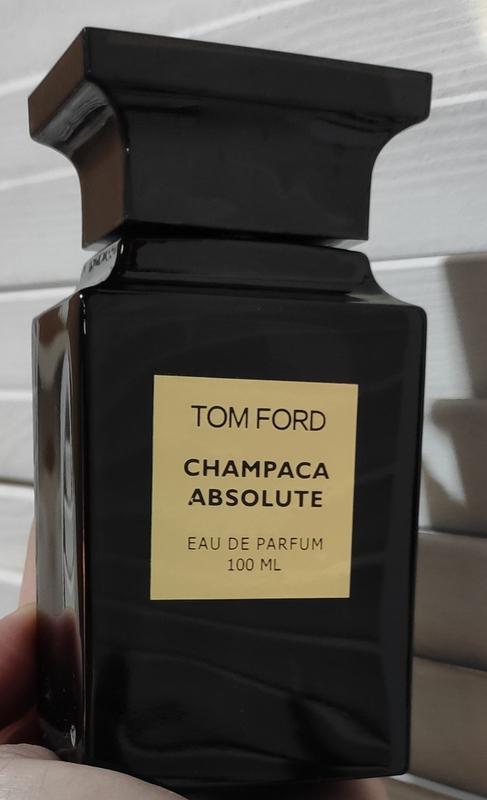 TOM FORD
CHAMPACA
ABSOLUTE
EAU DE PARFUM
100 ML